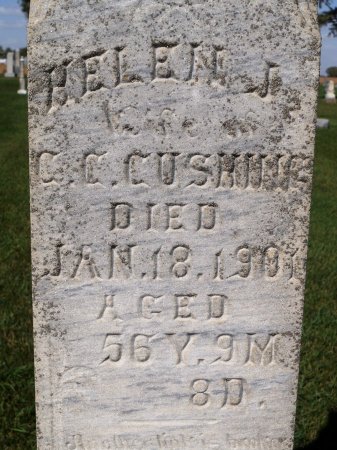 HELEN J.
Wife of
C. C. CUSHING
DIED
JAN. 18. 1901
AGED
56 Y. 9 M
8 D.